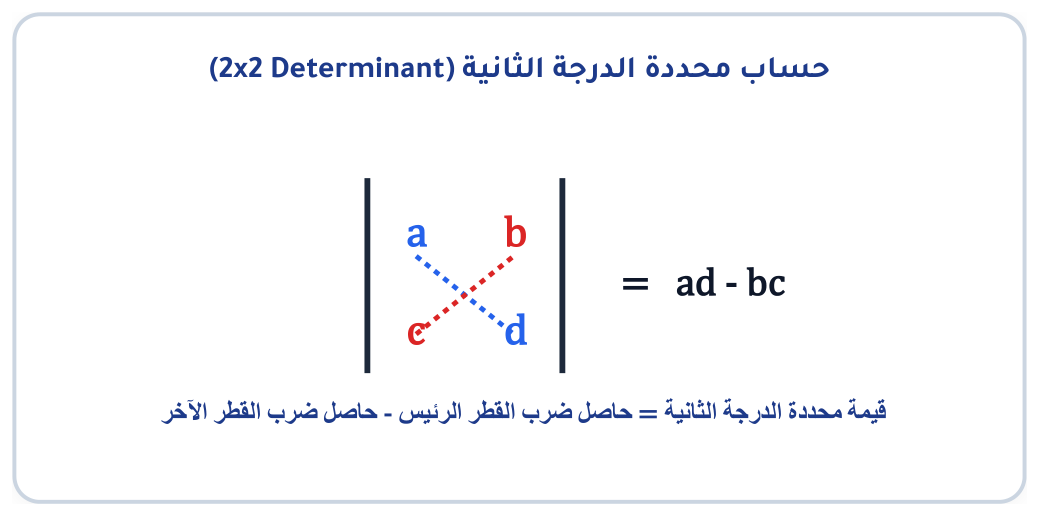 حساب محددة الدرجة الثانية (2x2 Determinant)
a b
= ad - bc
c d
قيمة محددة الدرجة الثانية = حاصل ضرب القطر الرئيس - حاصل ضرب القطر الآخر